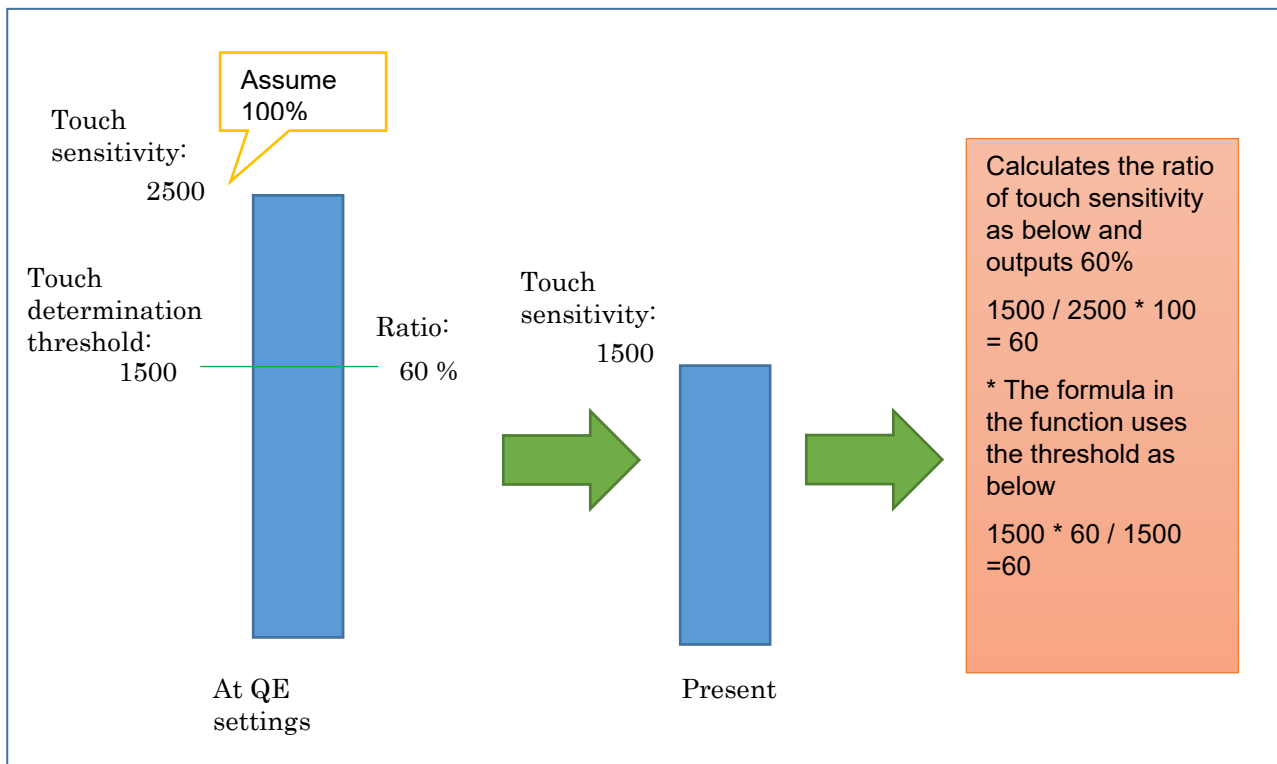 Assume
100%
Touch
sensitivity:
2500
Touch
determination
threshold:
1500
Ratio:
60 %
At QE
settings
Touch
sensitivity:
1500
Present
Calculates the ratio
of touch sensitivity
as below and
outputs 60%
1500 / 2500 * 100
= 60
* The formula in
the function uses
the threshold as
below
1500 * 60 / 1500
=60